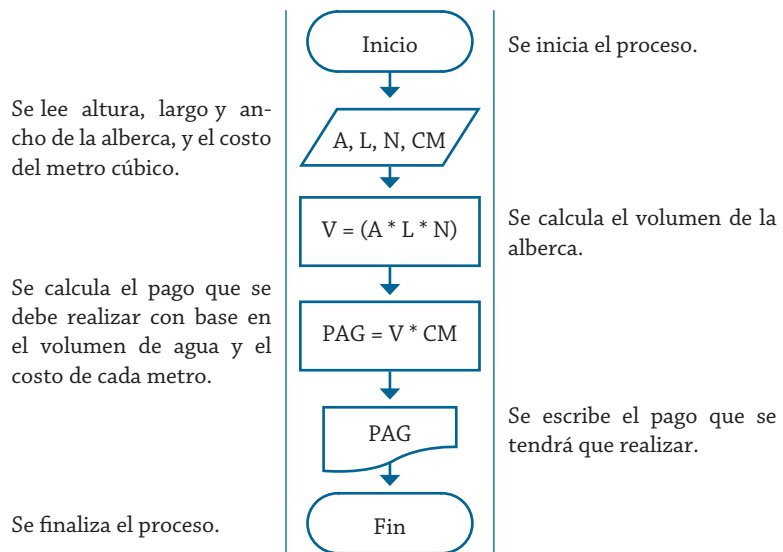 Inicio
Se inicia el proceso.
Se lee altura, largo y an-
cho de la alberca, y el costo
del metro cúbico.
A, L, N, CM
V = (A * L * N)
Se calcula el volumen de la
alberca.
Se calcula el pago que se
debe realizar con base en
el volumen de agua y el
costo de cada metro.
PAG = V * CM
PAG
Se escribe el pago que se
tendrá que realizar.
Se finaliza el proceso.
Fin